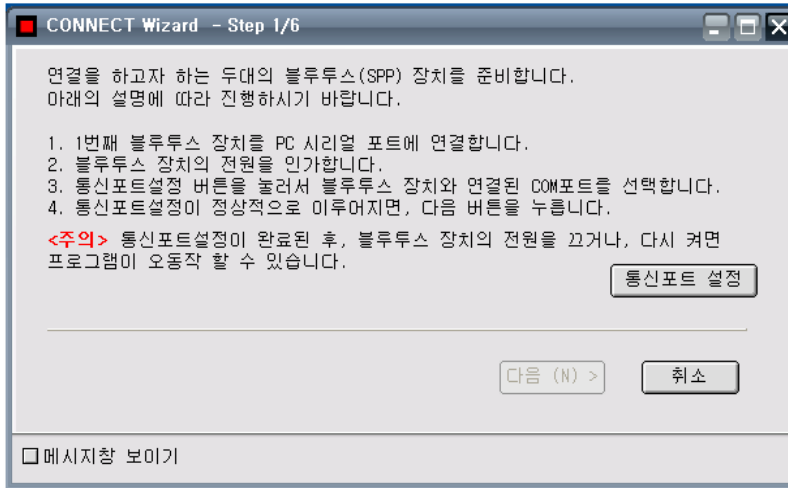 CONNECT Wizard - Step 1/6
연결을 하고자 하는 두대의 블루투스(SPP) 장치를 준비합니다.
아래의 설명에 따라 진행하시기 바랍니다.
1. 1번째 블루투스 장치를 PC 시리얼 포트에 연결합니다.
2. 블루투스 장치의 전원을 인가합니다.
3. 통신포트설정 버튼을 눌러서 블루투스 장치와 연결된 COM포트를 선택합니다.
4. 통신포트설정이 정상적으로 이루어지면, 다음 버튼을 누릅니다.
<주의> 통신포트설정이 완료된 후, 블루투스 장치의 전원을 끄거나, 다시 켜면
프로그램이 오동작 할 수 있습니다.
통신포트 설정
다음 (N) >
취소
메시지창 보이기